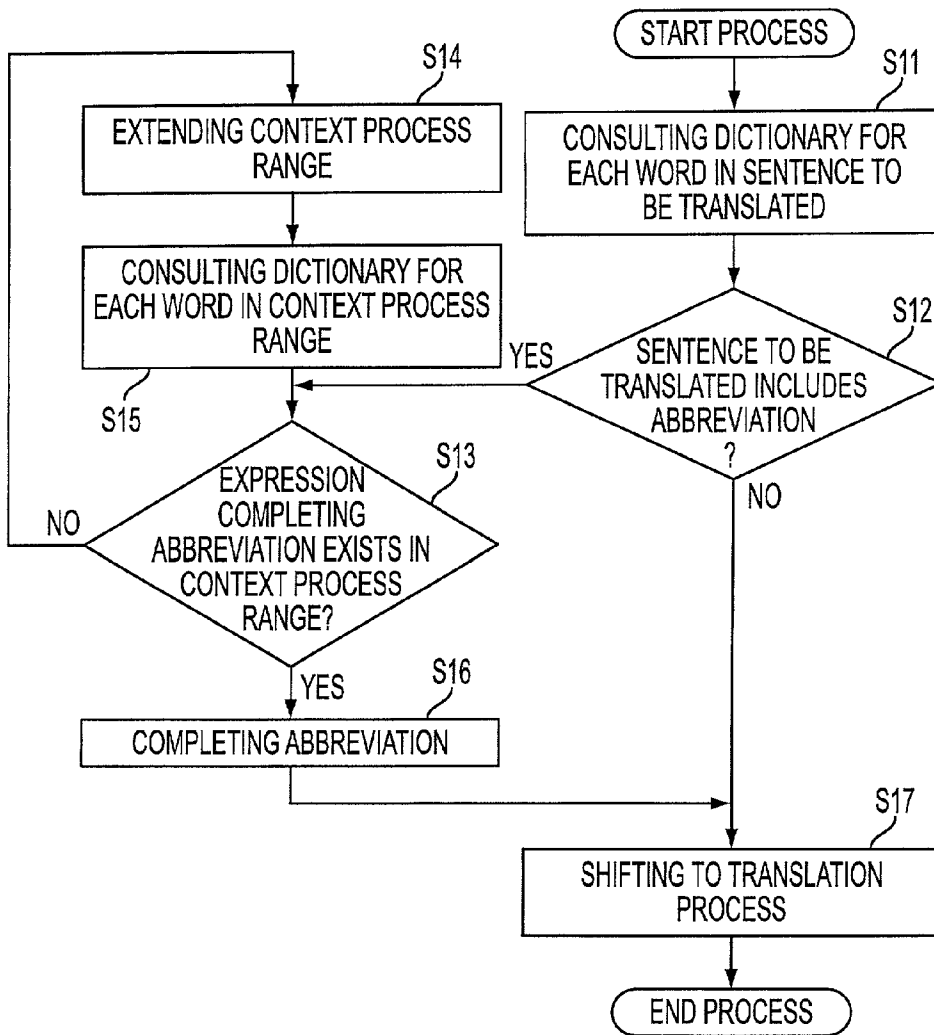 START PROCESS
S11
CONSULTING DICTIONARY FOR
EACH WORD IN SENTENCE TO
BE TRANSLATED
S12
SENTENCE TO BE
TRANSLATED INCLUDES
ABBREVIATION
?
YES
NO
S14
EXTENDING CONTEXT PROCESS
RANGE
CONSULTING DICTIONARY FOR
EACH WORD IN CONTEXT PROCESS
RANGE
S15
S13
EXPRESSION
COMPLETING
ABBREVIATION EXISTS IN
CONTEXT PROCESS
RANGE?
NO
YES
S16
COMPLETING ABBREVIATION
S17
SHIFTING TO TRANSLATION
PROCESS
END PROCESS